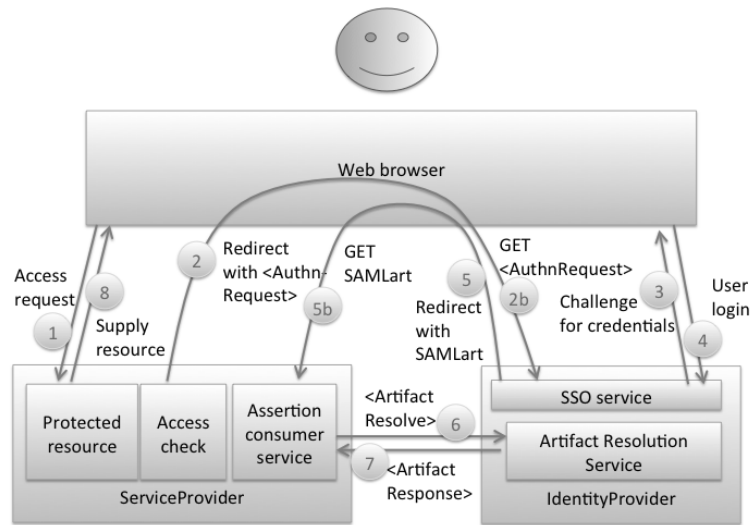 Web browser
Access
request
1
8
Supply
resource
2
Redirect
with <Authn-
Request>
GET
SAMLart
5b
5
Redirect
with
SAMLart
GET
<AuthnRequest>
2b
3
Challenge
for credentials
User
login
4
Protected
resource
Access
check
Assertion
consumer
service
ServiceProvider
<Artifact
Resolve>
6
7
<Artifact
Response>
SSO service
Artifact Resolution
Service
IdentityProvider